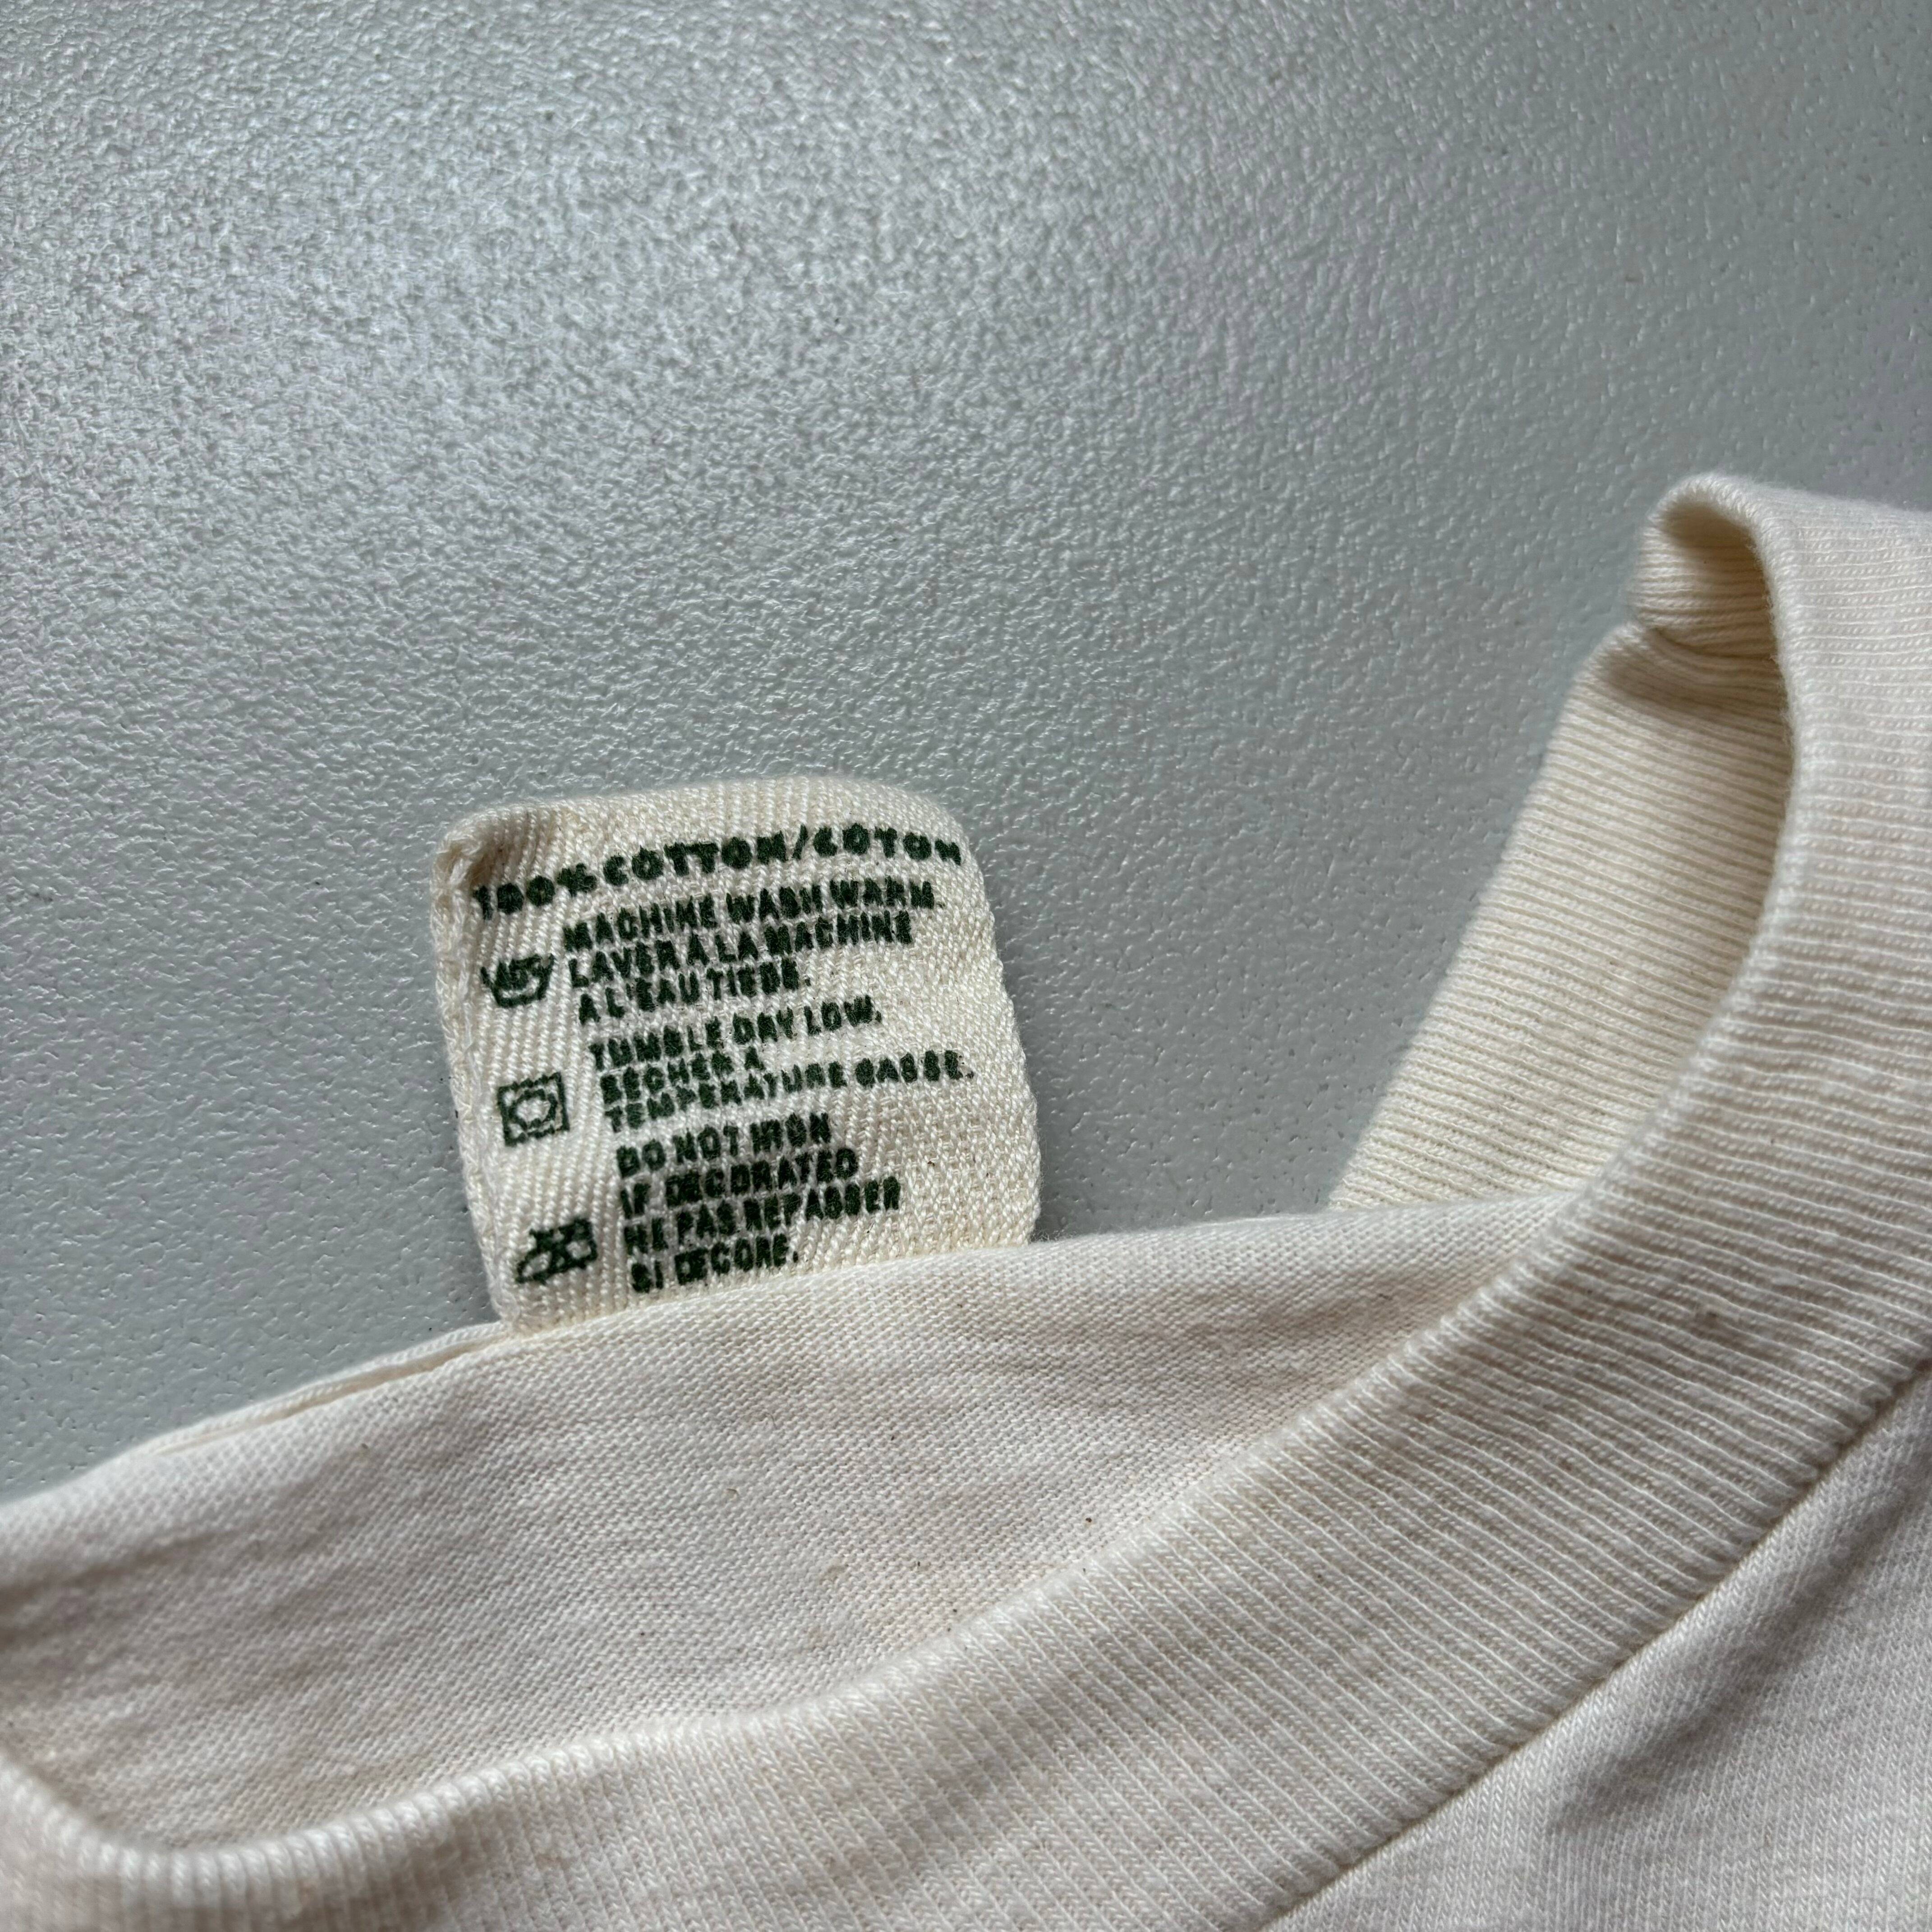 100% COTTON/COTON
MACHINE WASH WARM
LAVER À LA MACHINE
A L'EAU TIEDE.
TUMBLE DRY LOW.
SECHER A
TEMPERATURE BASSE.
DO NOT IRON
IF DECORATED
NE PAS REPASSER
SI DECORE.